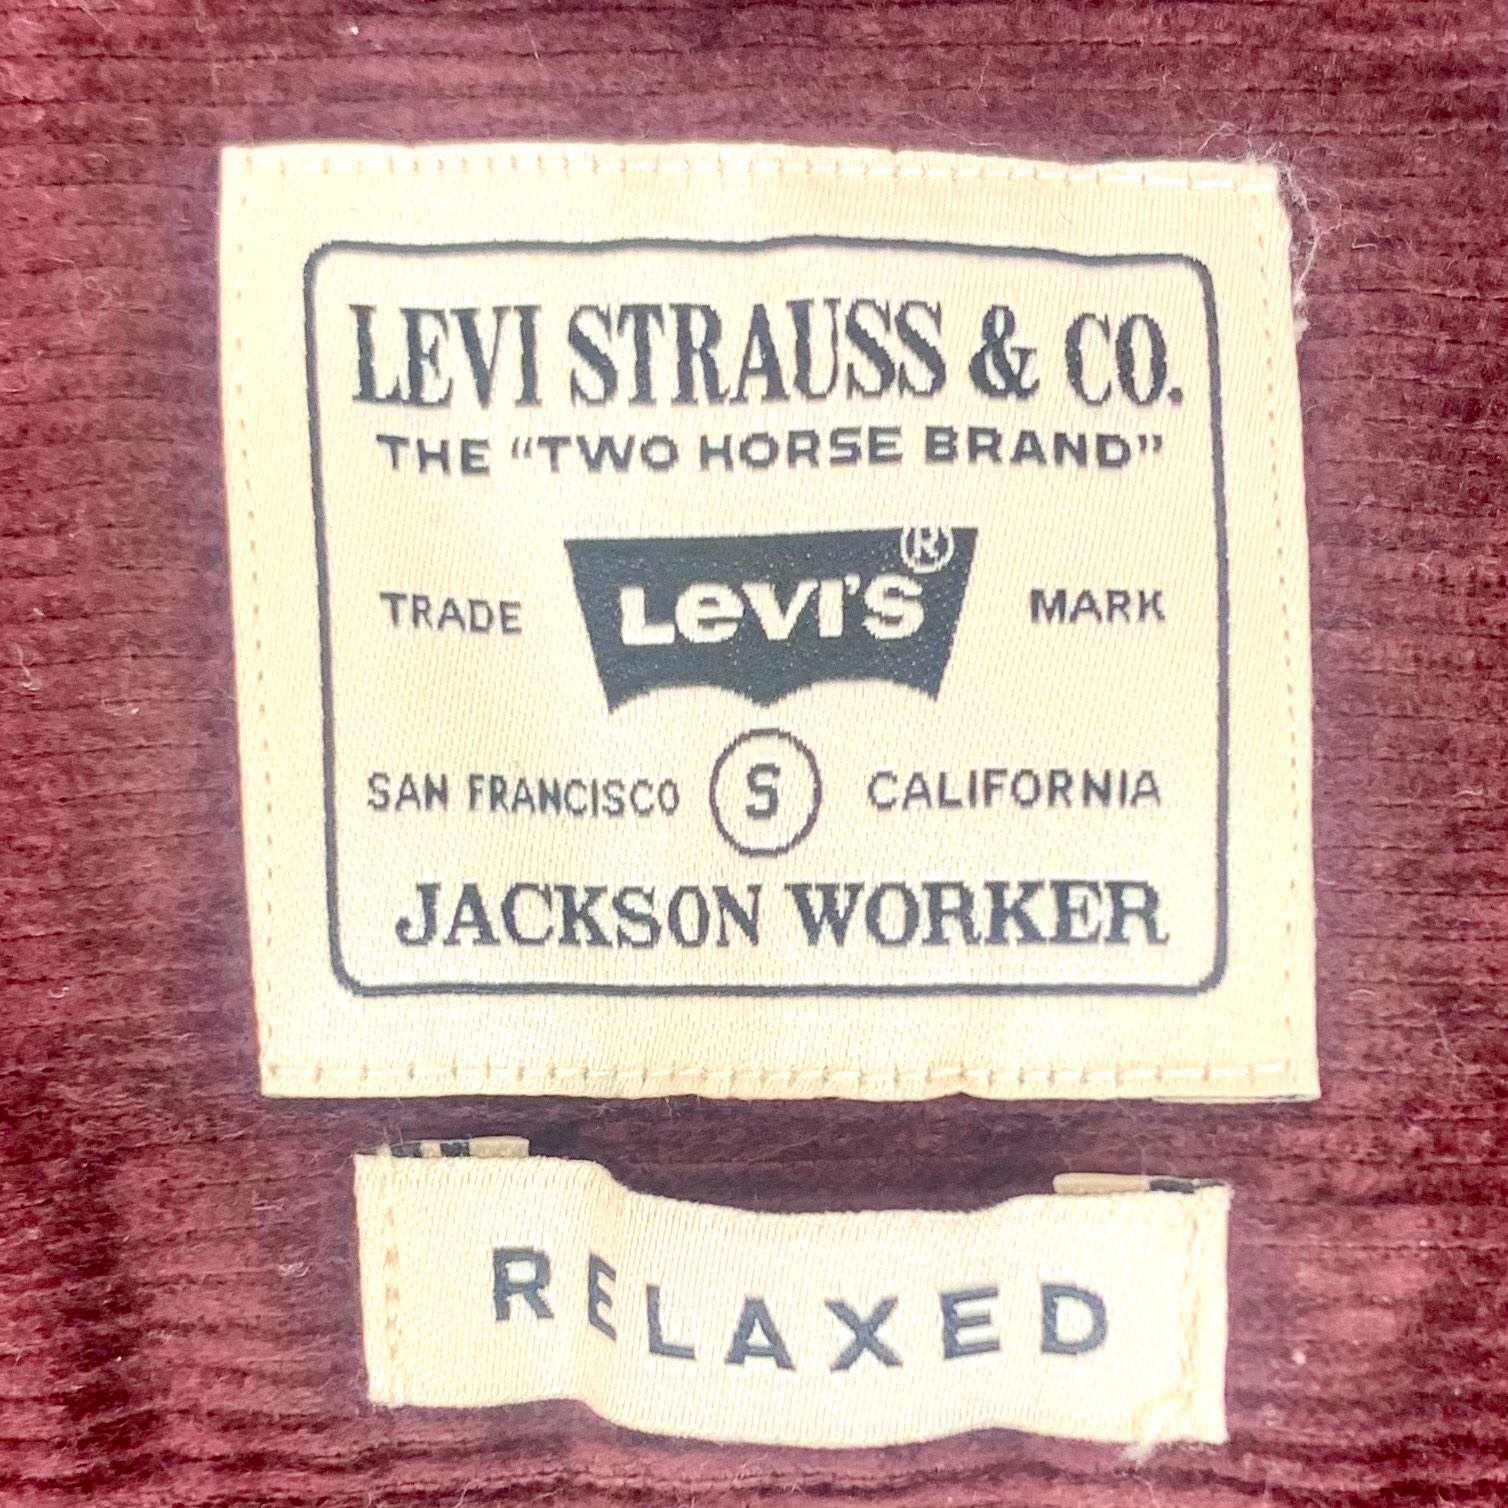 LEVI STRAUSS & CO.
THE “TWO HORSE BRAND”
TRADE LEVI'S® MARK
SAN FRANCISCO S CALIFORNIA
JACKSON WORKER
RELAXED